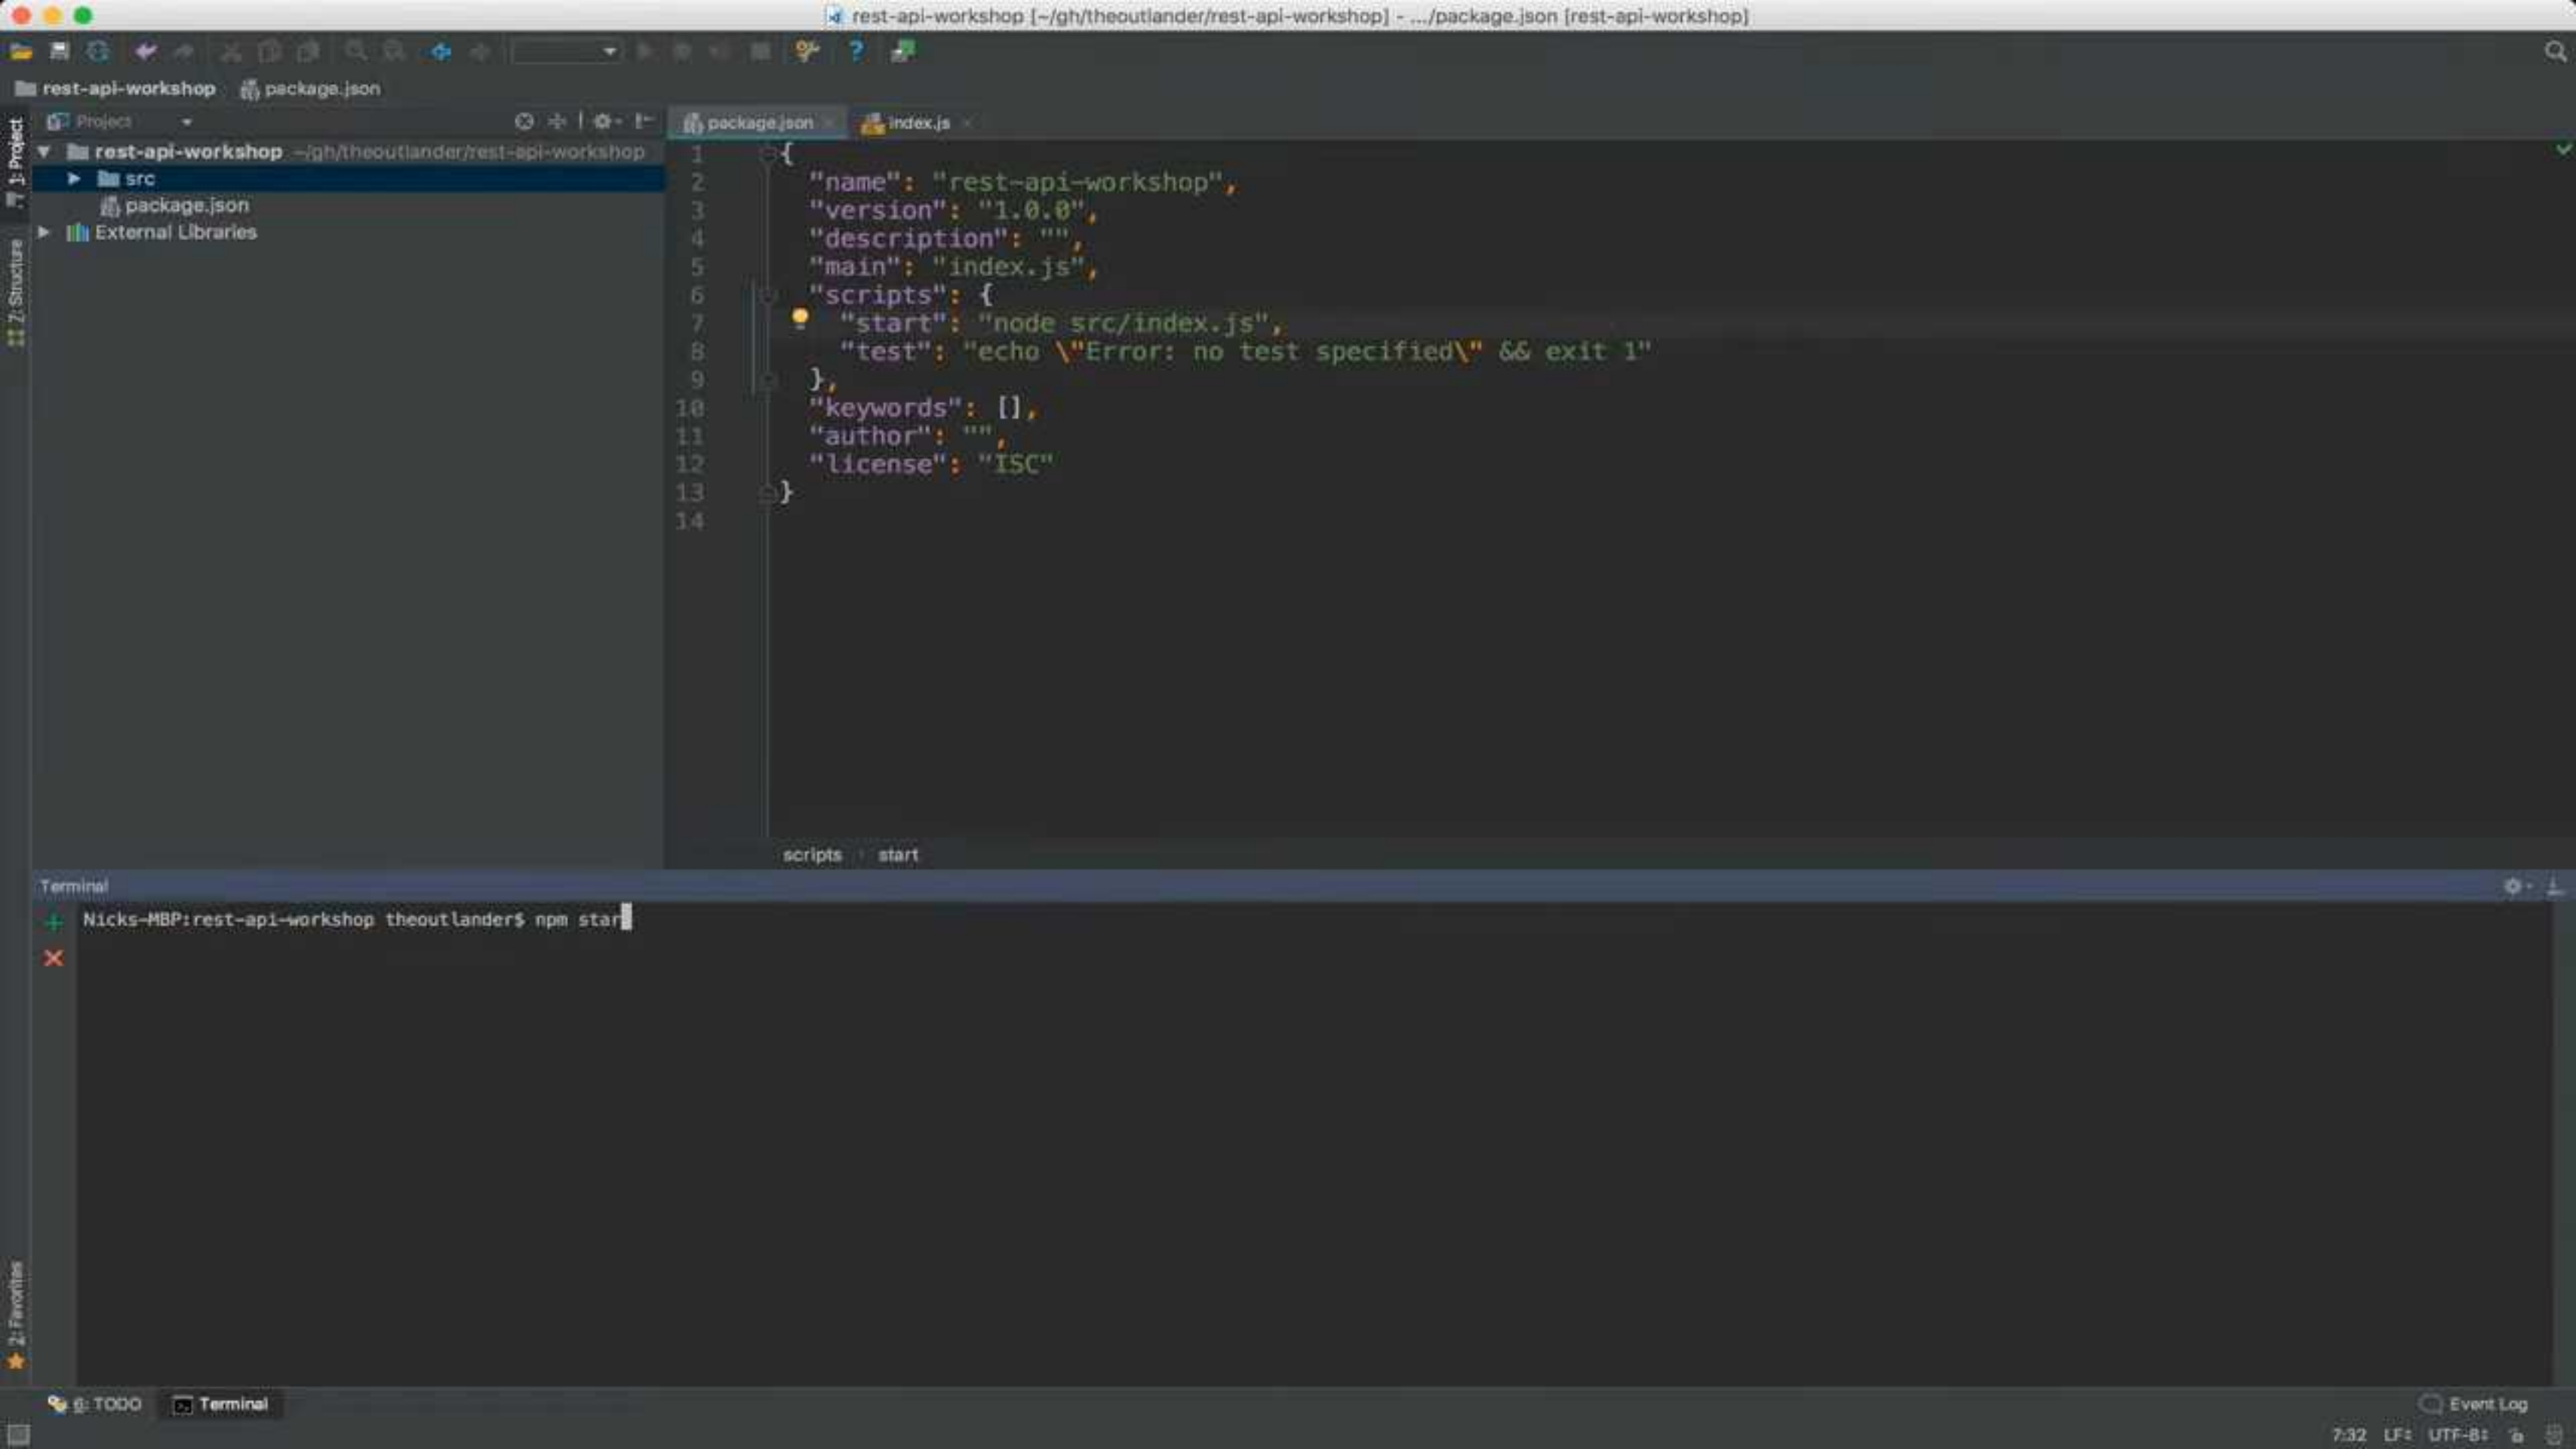 rest-api-workshop [~/gh/theoutlander/rest-api-workshop] - .../package.json [rest-api-workshop]
rest-api-workshop package.json
1: Project
Project
package.json
index.js
rest-api-workshop ~/gh/theoutlander/rest-api-workshop
src
package.json
External Libraries
Z: Structure
1 {
2 "name": "rest-api-workshop",
3 "version": "1.0.0",
4 "description": "",
5 "main": "index.js",
6 "scripts": {
7 "start": "node src/index.js",
8 "test": "echo \"Error: no test specified\" && exit 1"
9 },
10 "keywords": [],
11 "author": "",
12 "license": "ISC"
13 }
14
scripts start
Terminal
Nicks-MBP:rest-api-workshop theoutlander$ npm star
2: Favorites
6: TODO
Terminal
Event Log
7:32 LF UTF-8